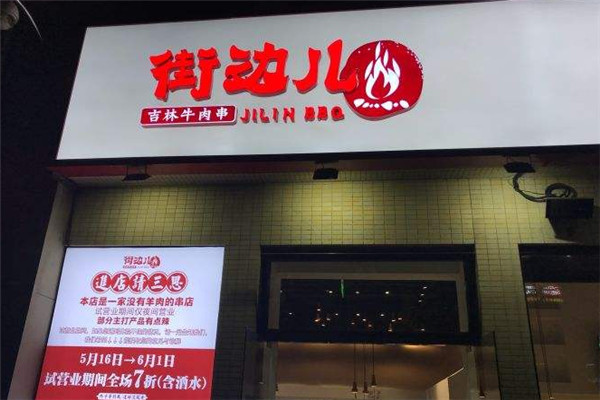 街边儿
吉林牛肉串 JILIN BBQ
街边儿
进店请三思
本店是一家没有羊肉的串店
试营业期间仅夜间营业
部分主打产品有点辣
5月16日→6月1日
试营业期间全场7折(含酒水)